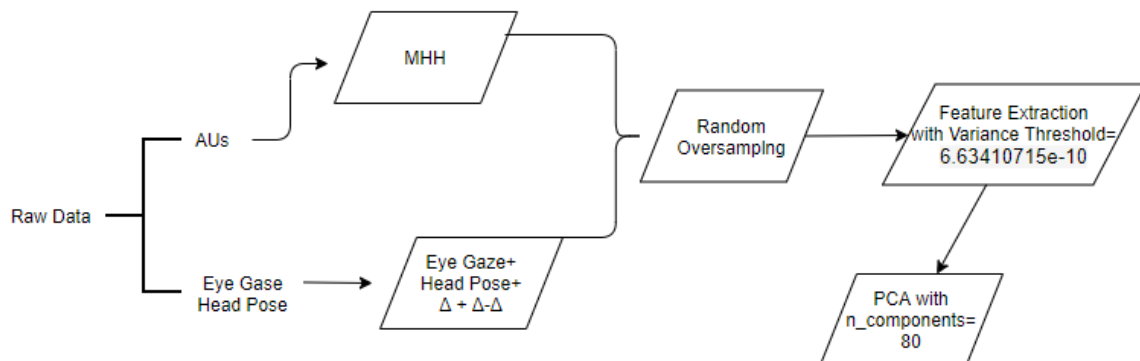 MHH
AUs
Raw Data
Eye Gase
Head Pose
Eye Gaze+
Head Pose+
Δ + Δ-Δ
Random
OversampIng
Feature Extraction
with Variance Threshold=
6.63410715e-10
PCA with
n_components=
80